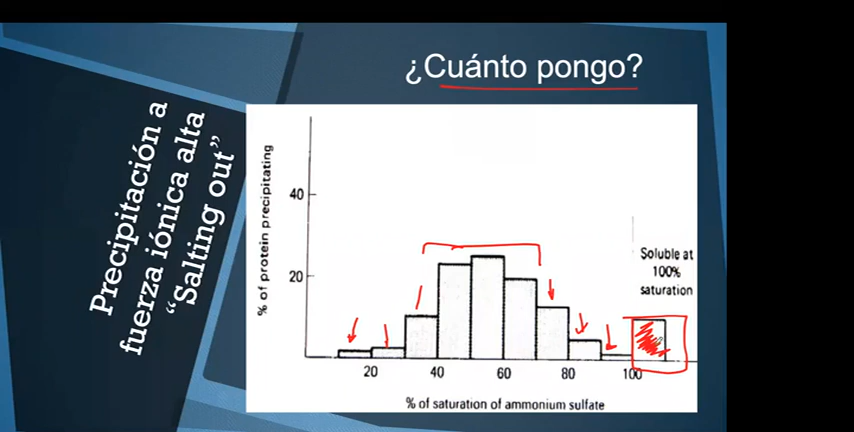 ¿Cuánto pongo?
Precipitación a
fuerza iónica alta
“Salting out”
% of protein precipitating
40
20
Soluble at
100%
saturation
20 40 60 80 100
% of saturation of ammonium sulfate